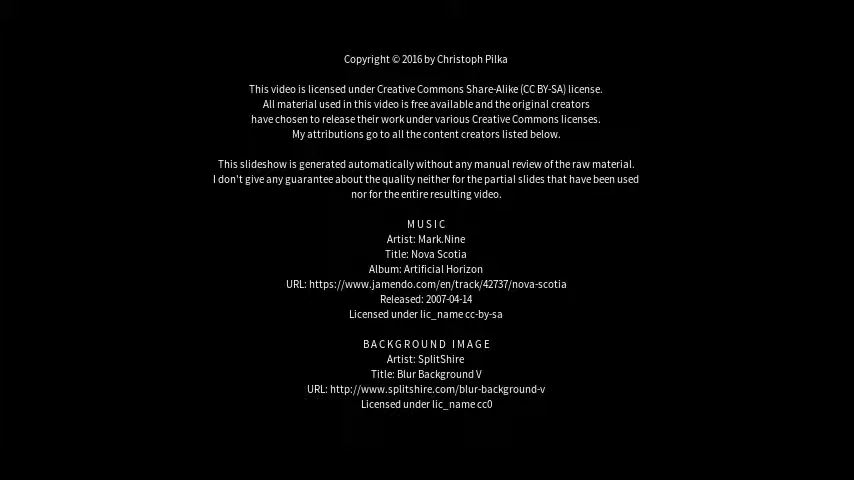 Copyright © 2016 by Christoph Pilka
This video is licensed under Creative Commons Share-Alike (CC BY-SA) license.
All material used in this video is free available and the original creators
have chosen to release their work under various Creative Commons licenses.
My attributions go to all the content creators listed below.
This slideshow is generated automatically without any manual review of the raw material.
I don't give any guarantee about the quality neither for the partial slides that have been used
nor for the entire resulting video.
MUSIC
Artist: Mark.Nine
Title: Nova Scotia
Album: Artificial Horizon
URL: https://www.jamendo.com/en/track/42737/nova-scotia
Released: 2007-04-14
Licensed under lic_name cc-by-sa
BACKGROUND IMAGE
Artist: SplitShire
Title: Blur Background V
URL: http://www.splitshire.com/blur-background-v
Licensed under lic_name cc0